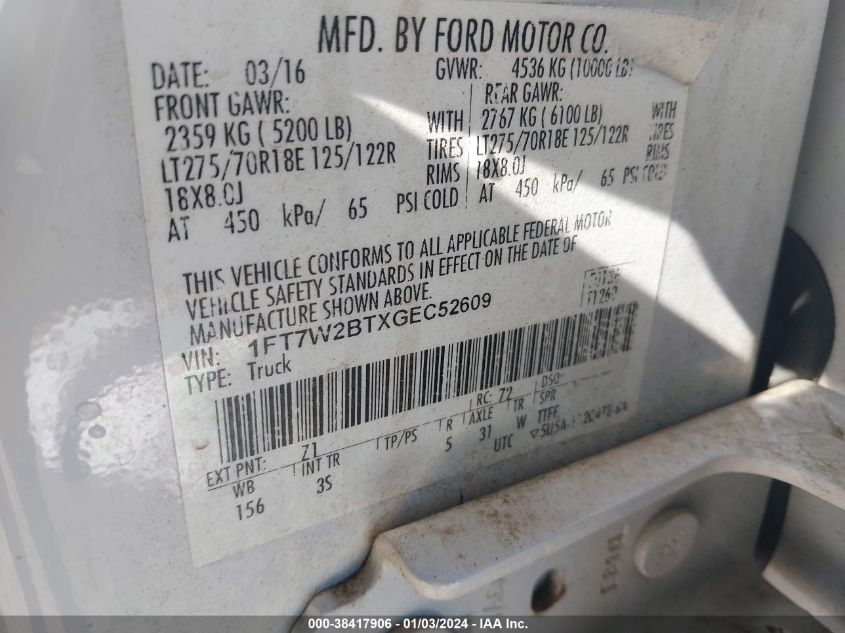 MFD. BY FORD MOTOR CO.
DATE: 03/16 GVWR: 4536 KG (10000 LB)
FRONT GAWR: REAR GAWR:
2359 KG ( 5200 LB) WITH 2767 KG ( 6100 LB) WITH
LT275/70R18E 125/122R TIRES LT275/70R18E 125/122R TIRES
18X8.0J RIMS 18X8.0J RIMS
AT 450 kPa/ 65 PSI COLD AT 450 kPa/ 65 PSI COLD
THIS VEHICLE CONFORMS TO ALL APPLICABLE FEDERAL MOTOR
VEHICLE SAFETY STANDARDS IN EFFECT ON THE DATE OF
MANUFACTURE SHOWN ABOVE.
VIN: 1FT7W2BTXGEC52609
TYPE: Truck
RC: 72 DSO:
EXT PNT: Z1
WB INT TR TP/PS R AXLE TR SPR
156 3S 5 31 W TTFF
UTC
000-38417906 - 01/03/2024 - IAAI.com